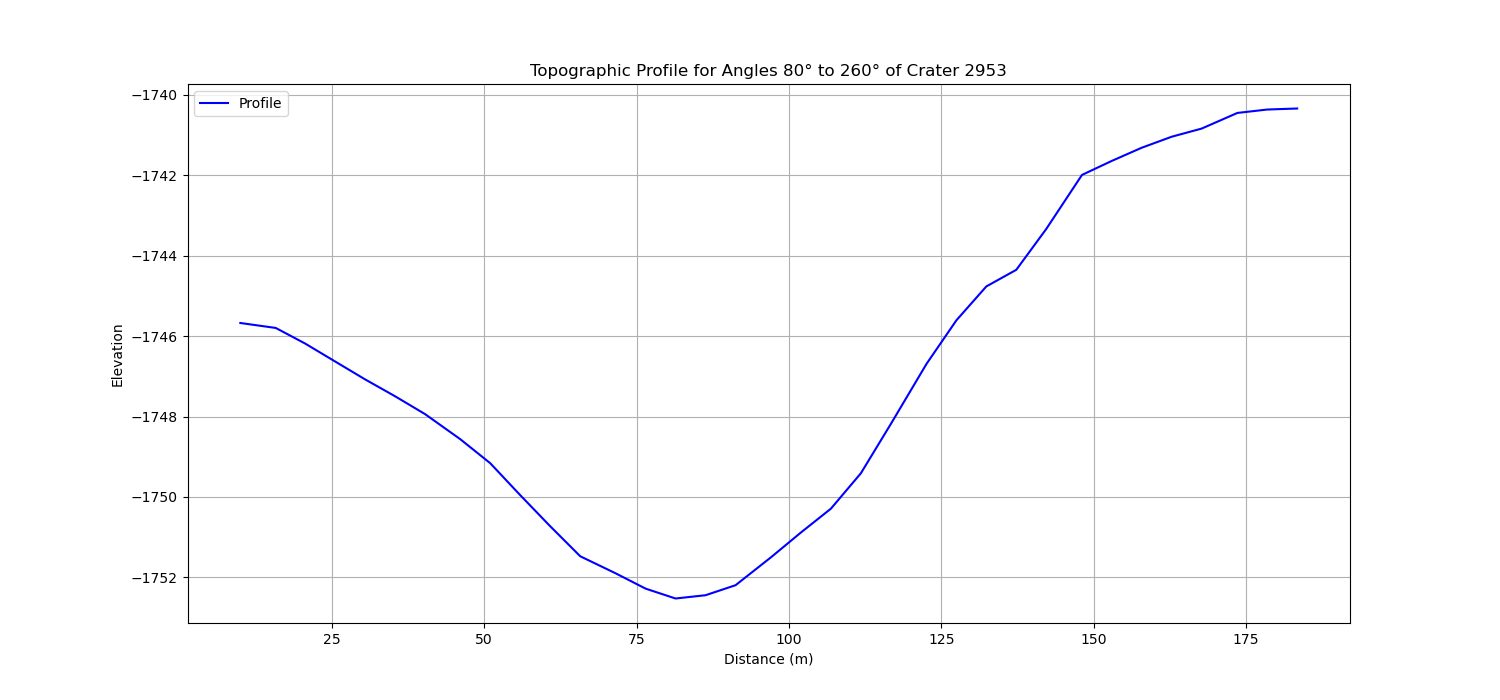 Topographic Profile for Angles 80° to 260° of Crater 2953
Profile
Elevation
−1740
−1742
−1744
−1746
−1748
−1750
−1752
25 50 75 100 125 150 175
Distance (m)